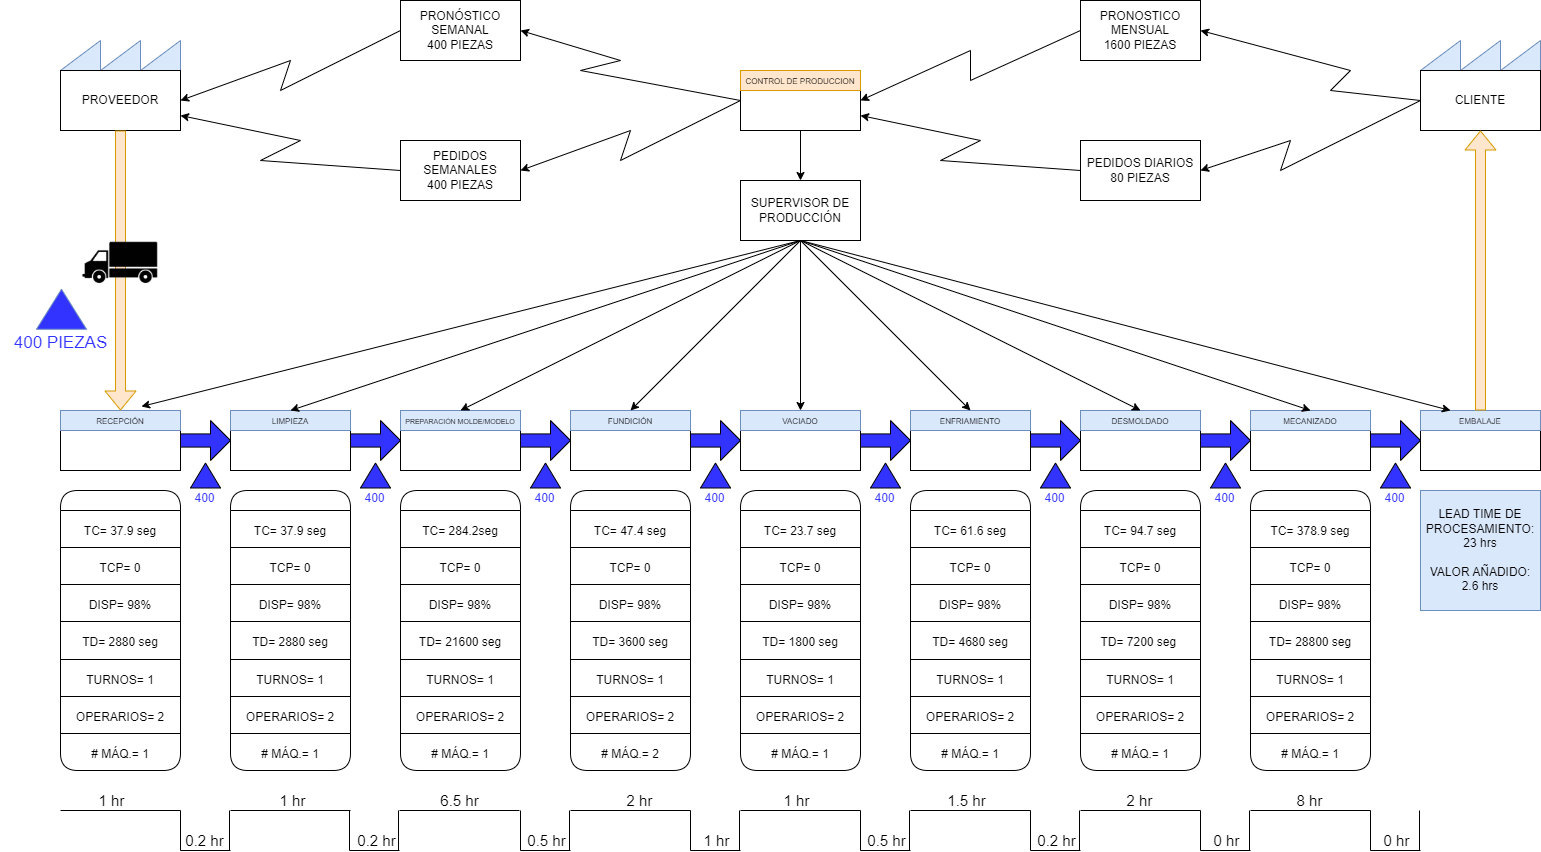 PRONÓSTICO
SEMANAL
400 PIEZAS
PRONOSTICO
MENSUAL
1600 PIEZAS
PROVEEDOR
CONTROL DE PRODUCCION
CLIENTE
PEDIDOS
SEMANALES
400 PIEZAS
PEDIDOS DIARIOS
80 PIEZAS
SUPERVISOR DE
PRODUCCIÓN
400 PIEZAS
RECEPCIÓN
LIMPIEZA
PREPARACIÓN MOLDE/MODELO
FUNDICIÓN
VACIADO
ENFRIAMIENTO
DESMOLDADO
MECANIZADO
EMBALAJE
400
400
400
400
400
400
400
400
TC= 37.9 seg
TCP= 0
DISP= 98%
TD= 2880 seg
TURNOS= 1
OPERARIOS= 2
# MÁQ.= 1
TC= 37.9 seg
TCP= 0
DISP= 98%
TD= 2880 seg
TURNOS= 1
OPERARIOS= 2
# MÁQ.= 1
TC= 284.2seg
TCP= 0
DISP= 98%
TD= 21600 seg
TURNOS= 1
OPERARIOS= 2
# MÁQ.= 1
TC= 47.4 seg
TCP= 0
DISP= 98%
TD= 3600 seg
TURNOS= 1
OPERARIOS= 2
# MÁQ.= 2
TC= 23.7 seg
TCP= 0
DISP= 98%
TD= 1800 seg
TURNOS= 1
OPERARIOS= 2
# MÁQ.= 1
TC= 61.6 seg
TCP= 0
DISP= 98%
TD= 4680 seg
TURNOS= 1
OPERARIOS= 2
# MÁQ.= 1
TC= 94.7 seg
TCP= 0
DISP= 98%
TD= 7200 seg
TURNOS= 1
OPERARIOS= 2
# MÁQ.= 1
TC= 378.9 seg
TCP= 0
DISP= 98%
TD= 28800 seg
TURNOS= 1
OPERARIOS= 2
# MÁQ.= 1
LEAD TIME DE
PROCESAMIENTO:
23 hrs
VALOR AÑADIDO:
2.6 hrs
1 hr
1 hr
6.5 hr
2 hr
1 hr
1.5 hr
2 hr
8 hr
0.2 hr
0.2 hr
0.5 hr
1 hr
0.5 hr
0.2 hr
0 hr
0 hr